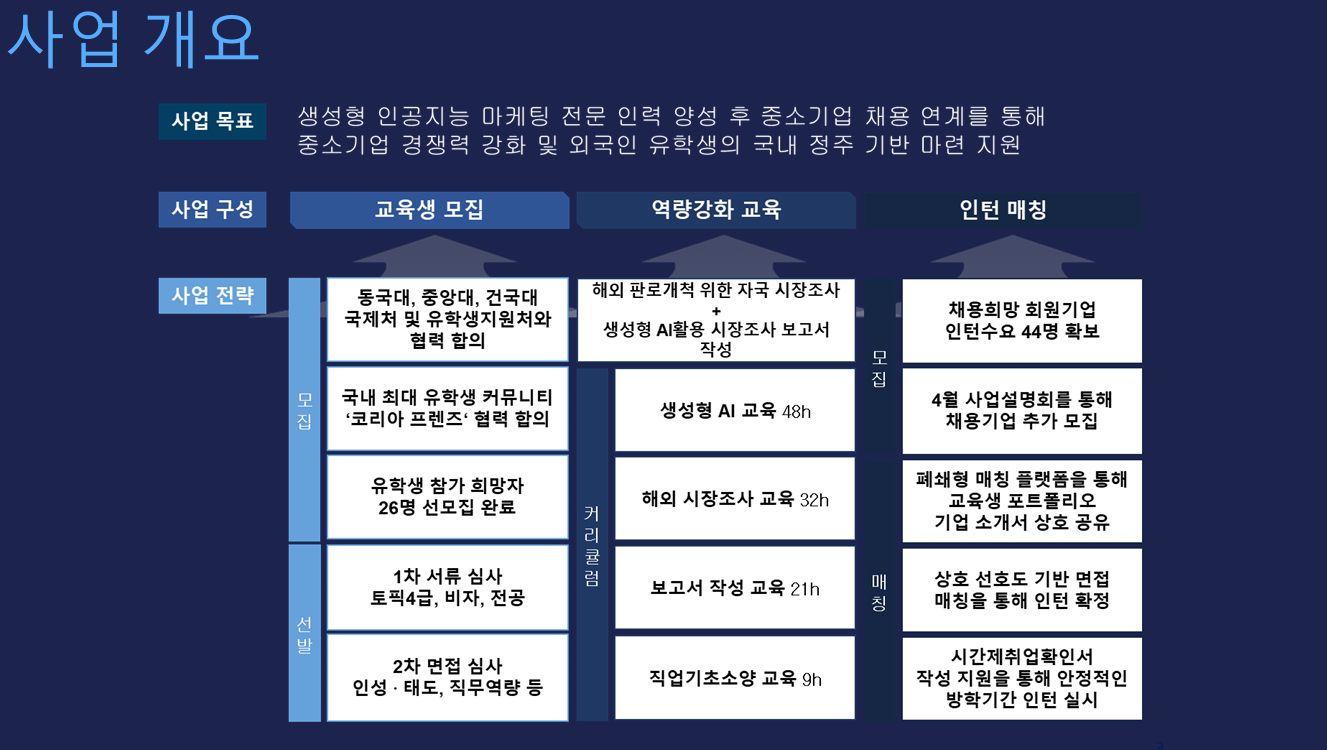 사업 개요
사업 목표
생성형 인공지능 마케팅 전문 인력 양성 후 중소기업 채용 연계를 통해
중소기업 경쟁력 강화 및 외국인 유학생의 국내 정주 기반 마련 지원
사업 구성
교육생 모집
역량강화 교육
인턴 매칭
사업 전략
모집
동국대, 중앙대, 건국대
국제처 및 유학생지원처와
협력 합의
국내 최대 유학생 커뮤니티
‘코리아 프렌즈‘ 협력 합의
유학생 참가 희망자
26명 선모집 완료
선발
1차 서류 심사
토픽4급, 비자, 전공
2차 면접 심사
인성 · 태도, 직무역량 등
해외 판로개척 위한 자국 시장조사
+
생성형 AI활용 시장조사 보고서
작성
커리큘럼
생성형 AI 교육 48h
해외 시장조사 교육 32h
보고서 작성 교육 21h
직업기초소양 교육 9h
모집
채용희망 회원기업
인턴수요 44명 확보
4월 사업설명회를 통해
채용기업 추가 모집
매칭
폐쇄형 매칭 플랫폼을 통해
교육생 포트폴리오
기업 소개서 상호 공유
상호 선호도 기반 면접
매칭을 통해 인턴 확정
시간제취업확인서
작성 지원을 통해 안정적인
방학기간 인턴 실시